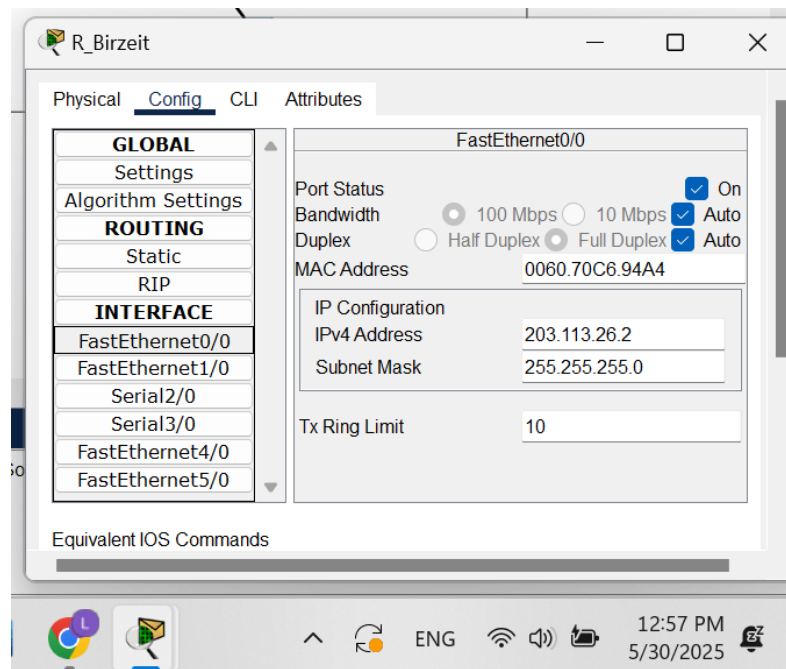 R_Birzeit
Physical Config CLI Attributes
GLOBAL
Settings
Algorithm Settings
ROUTING
Static
RIP
INTERFACE
FastEthernet0/0
FastEthernet1/0
Serial2/0
Serial3/0
FastEthernet4/0
FastEthernet5/0
FastEthernet0/0
Port Status On
Bandwidth 100 Mbps 10 Mbps Auto
Duplex Half Duplex Full Duplex Auto
MAC Address 0060.70C6.94A4
IP Configuration
IPv4 Address 203.113.26.2
Subnet Mask 255.255.255.0
Tx Ring Limit 10
Equivalent IOS Commands
L
ENG
12:57 PM
5/30/2025